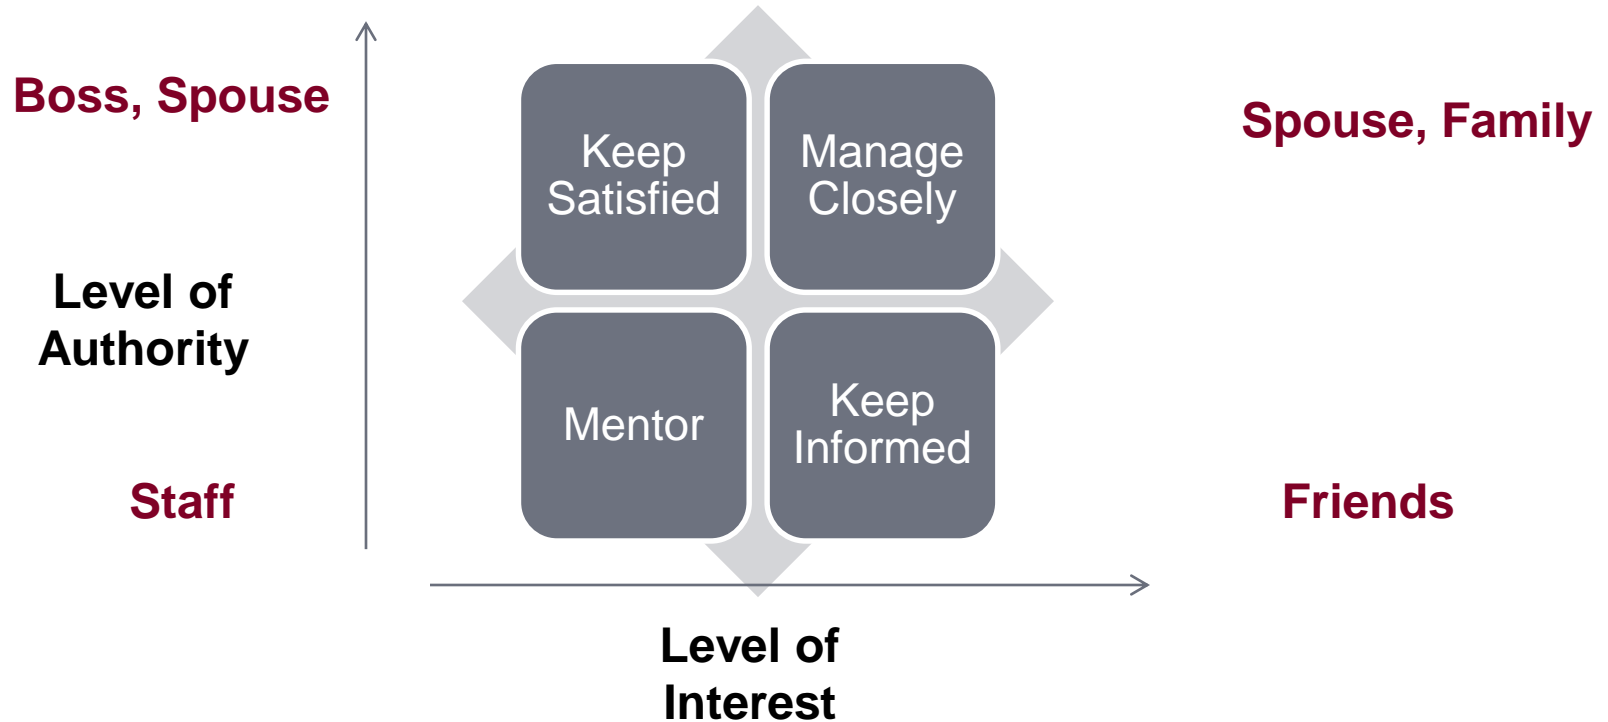 Boss, Spouse
Keep
Satisfied
Manage
Closely
Spouse, Family
Level of
Authority
Mentor
Keep
Informed
Staff
Friends
Level of
Interest